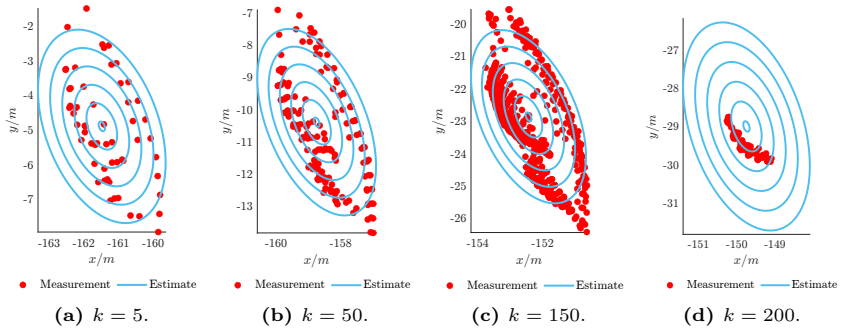 -2
-3
-4
-5
-6
-7
y/m
-163 -162 -161 -160
x/m
Measurement Estimate
(a) k = 5.
-7
-8
-9
-10
-11
-12
-13
y/m
-160 -158
x/m
Measurement Estimate
(b) k = 50.
-20
-21
-22
-23
-24
-25
-26
y/m
-154 -152
x/m
Measurement Estimate
(c) k = 150.
-27
-28
-29
-30
-31
y/m
-151 -150 -149
x/m
Measurement Estimate
(d) k = 200.